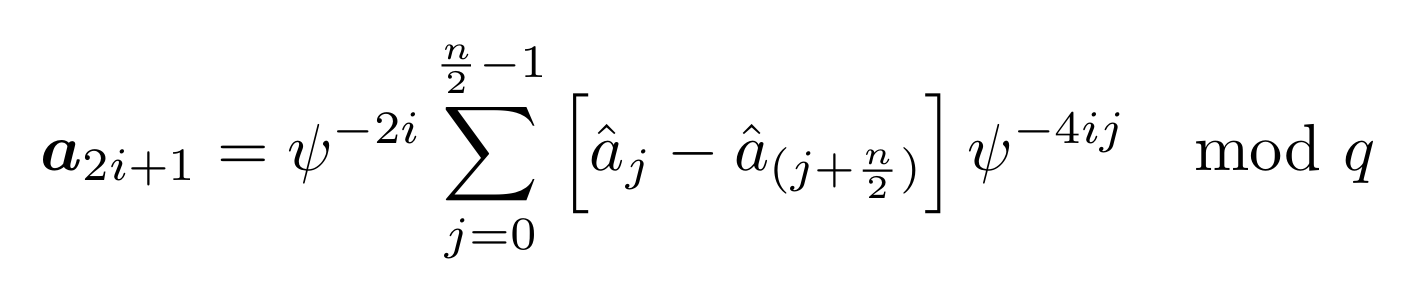 $\boldsymbol{a}_{2i+1} = \psi^{-2i} \sum_{j=0}^{\frac{n}{2}-1} \left[ \hat{a}_j - \hat{a}_{(j+\frac{n}{2})} \right] \psi^{-4ij} \mod q$